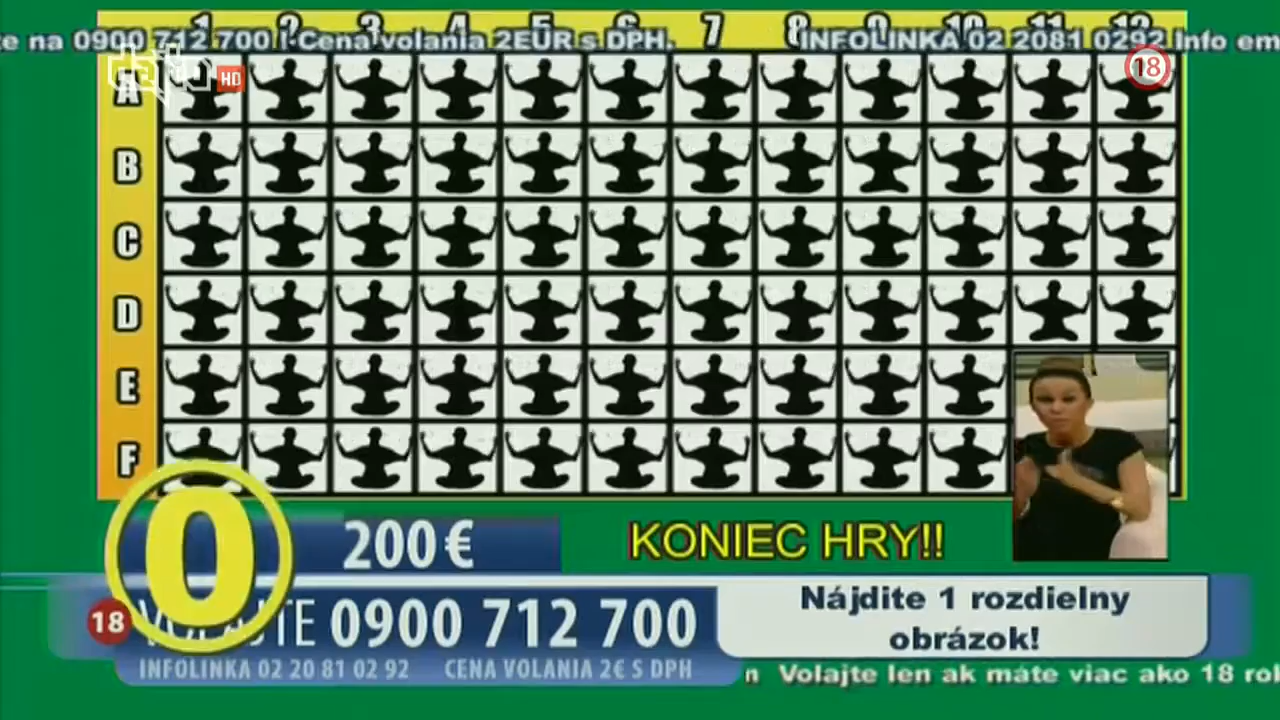 1 2 3 4 5 6 7 8 9 10 11 12
te na 0900 712 700 ! Cena volania 2EUR s DPH. INFOLINKA 02 2081 0292 Info em
HD
18
A
B
C
D
E
F
0
200 €
KONIEC HRY!!
18 VOLAJTE 0900 712 700
INFOLINKA 02 20 81 02 92 CENA VOLANIA 2€ S DPH
Nájdite 1 rozdielny
obrázok!
Volajte len ak máte viac ako 18 rok